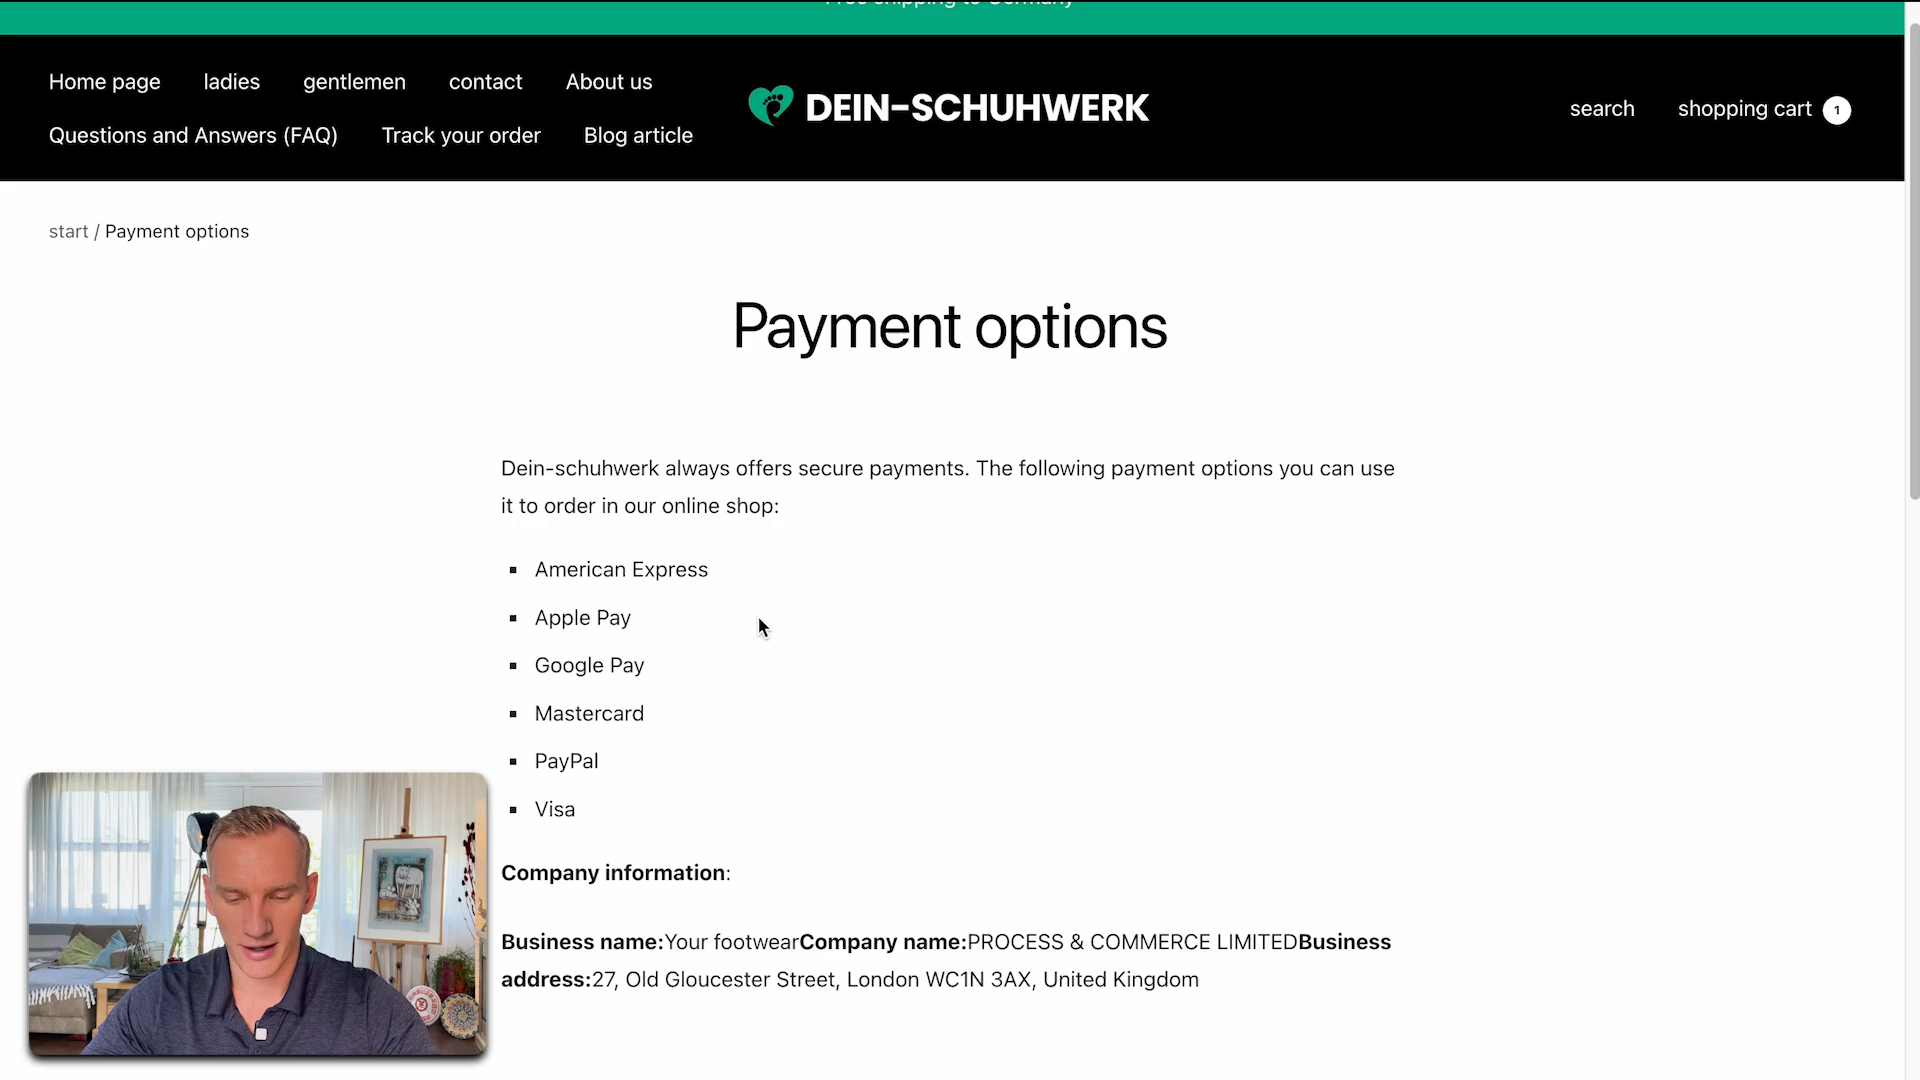 Free shipping to Germany
Home page ladies gentlemen contact About us
Questions and Answers (FAQ) Track your order Blog article
DEIN-SCHUHWERK
search shopping cart 1
start / Payment options
Payment options
Dein-schuhwerk always offers secure payments. The following payment options you can use
it to order in our online shop:
▪ American Express
▪ Apple Pay
▪ Google Pay
▪ Mastercard
▪ PayPal
▪ Visa
Company information:
Business name:Your footwearCompany name:PROCESS & COMMERCE LIMITEDBusiness
address:27, Old Gloucester Street, London WC1N 3AX, United Kingdom